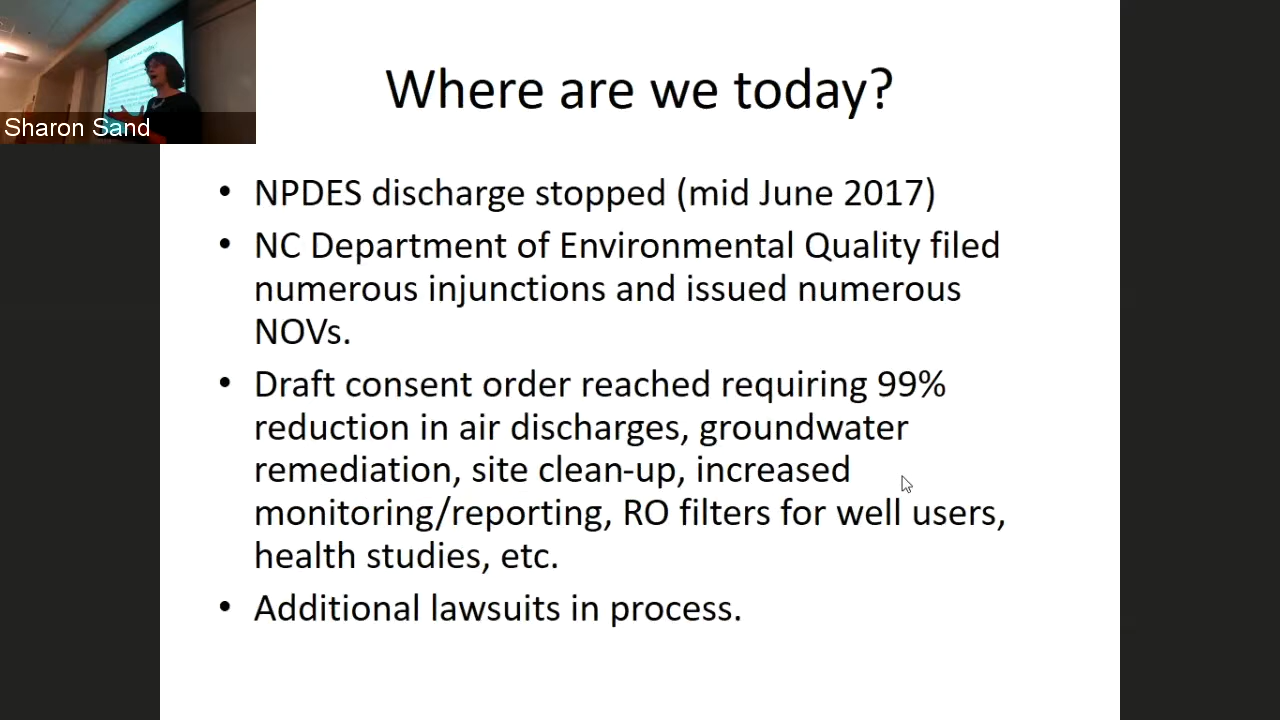 Where are we today?
Sharon Sand
• NPDES discharge stopped (mid June 2017)
• NC Department of Environmental Quality filed
numerous injunctions and issued numerous
NOVs.
• Draft consent order reached requiring 99%
reduction in air discharges, groundwater
remediation, site clean-up, increased
monitoring/reporting, RO filters for well users,
health studies, etc.
• Additional lawsuits in process.